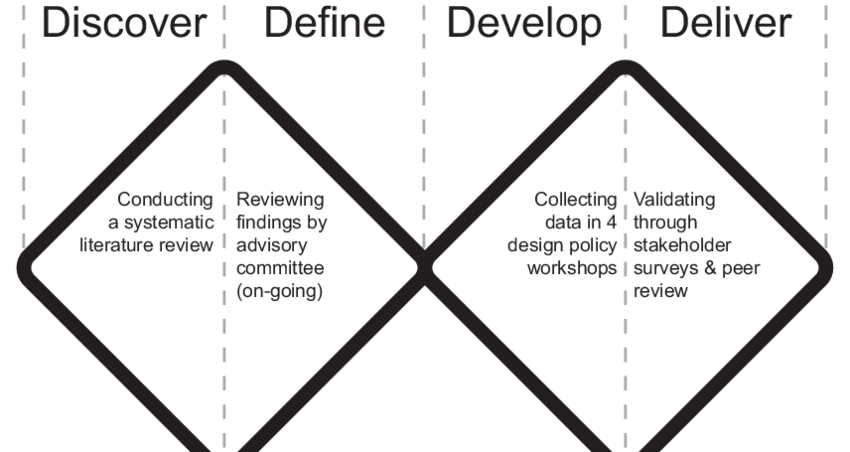 Discover
Define
Develop
Deliver
Conducting
a systematic
literature review
Reviewing
findings by
advisory
committee
(on-going)
Collecting
data in 4
design policy
workshops
Validating
through
stakeholder
surveys & peer
review